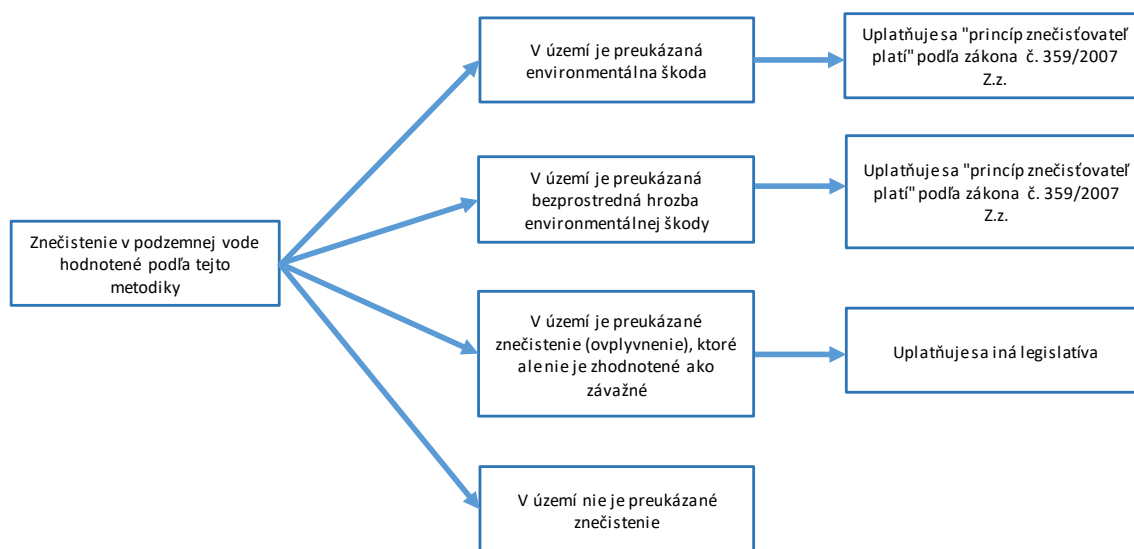 Znečistenie v podzemnej vode
hodnotené podľa tejto
metodiky
V území je preukázaná
environmentálna škoda
Uplatňuje sa "princíp znečisťovateľ
platí" podľa zákona č. 359/2007
Z.z.
V území je preukázaná
bezprostredná hrozba
environmentálnej škody
Uplatňuje sa "princíp znečisťovateľ
platí" podľa zákona č. 359/2007
Z.z.
V území je preukázané
znečistenie (ovplyvnenie), ktoré
ale nie je zhodnotené ako
závažné
Uplatňuje sa iná legislatíva
V území nie je preukázané
znečistenie